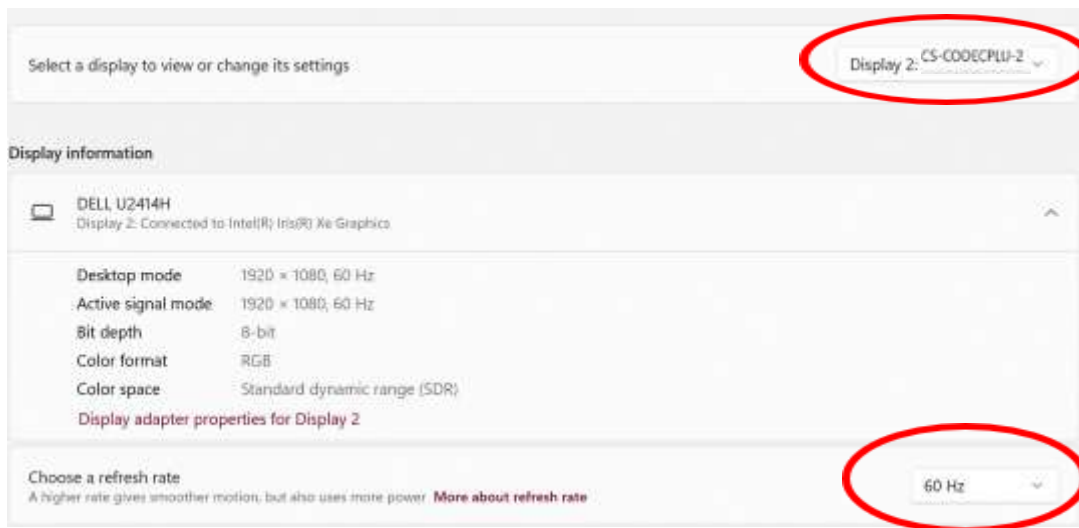 Select a display to view or change its settings
Display 2: CS-CODECPLU-2
Display information
DELL U2414H
Display 2: Connected to Intel(R) Iris(R) Xe Graphics
Desktop mode 1920 × 1080, 60 Hz
Active signal mode 1920 × 1080, 60 Hz
Bit depth 8-bit
Color format RGB
Color space Standard dynamic range (SDR)
Display adapter properties for Display 2
Choose a refresh rate
60 Hz
A higher rate gives smoother motion, but also uses more power More about refresh rate